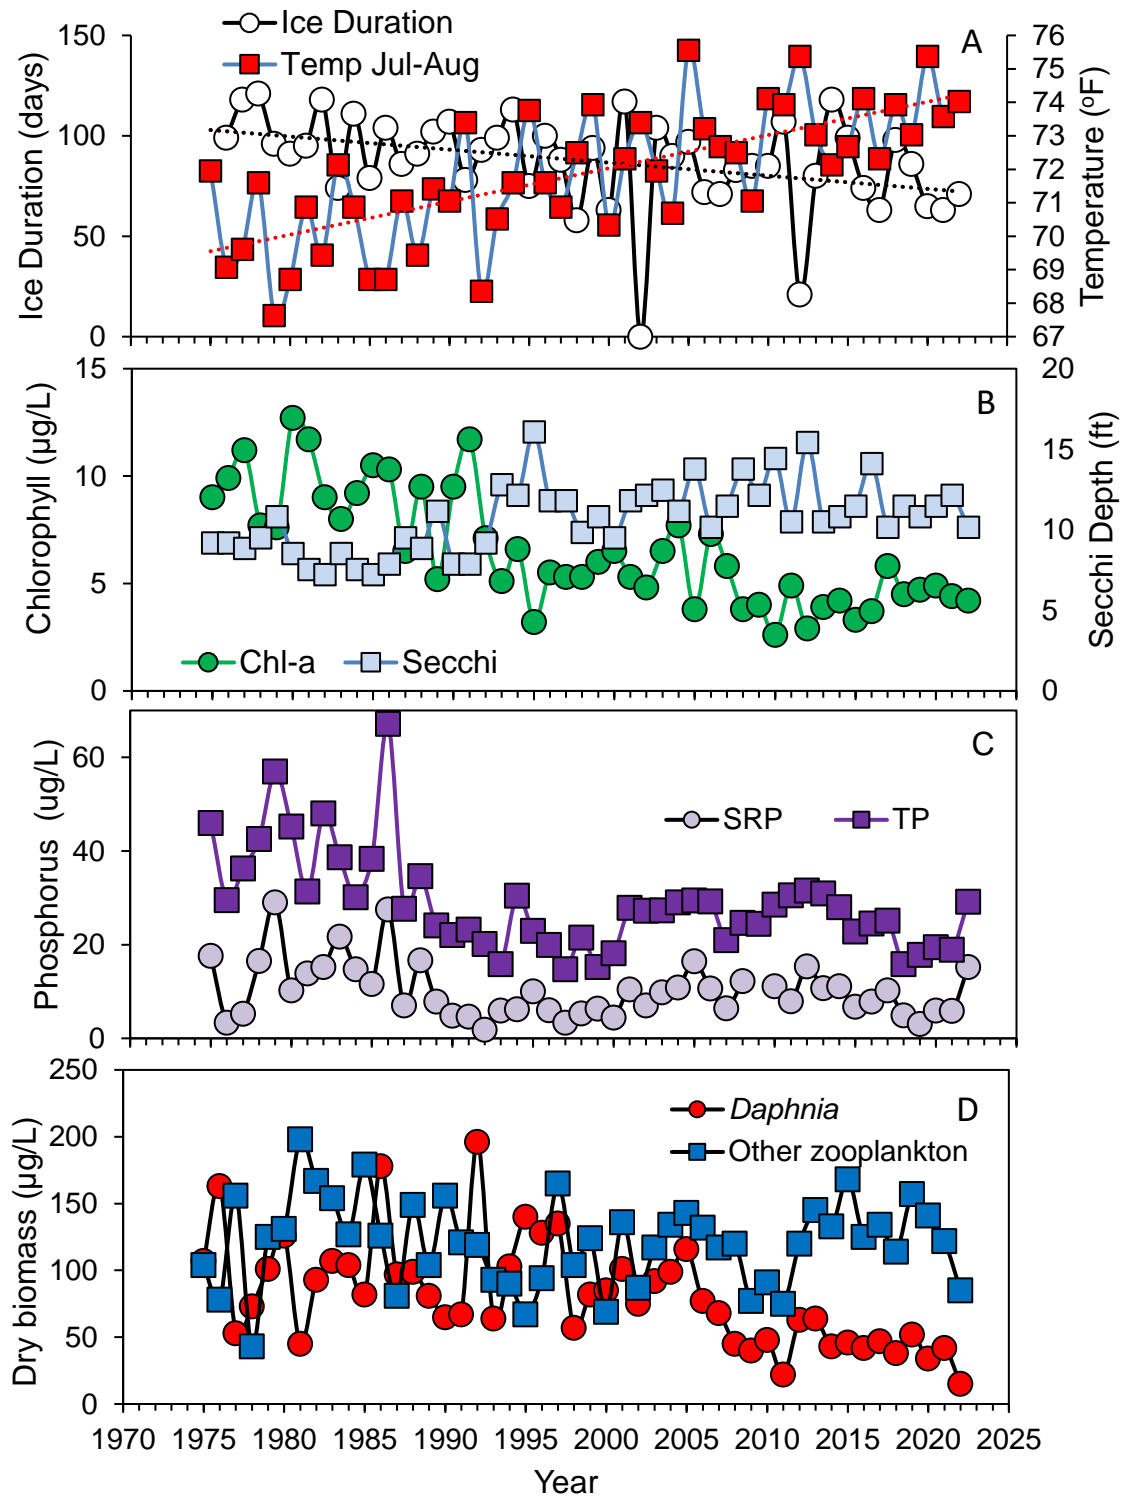 Ice Duration
Temp Jul-Aug
A
Ice Duration (days)
150
100
50
0
Temperature (°F)
76
75
74
73
72
71
70
69
68
67
B
Chlorophyll (µg/L)
15
10
5
0
Secchi Depth (ft)
20
15
10
5
0
Chl-a
Secchi
C
Phosphorus (ug/L)
60
40
20
0
SRP
TP
D
Dry biomass (µg/L)
250
200
150
100
50
0
Daphnia
Other zooplankton
1970 1975 1980 1985 1990 1995 2000 2005 2010 2015 2020 2025
Year